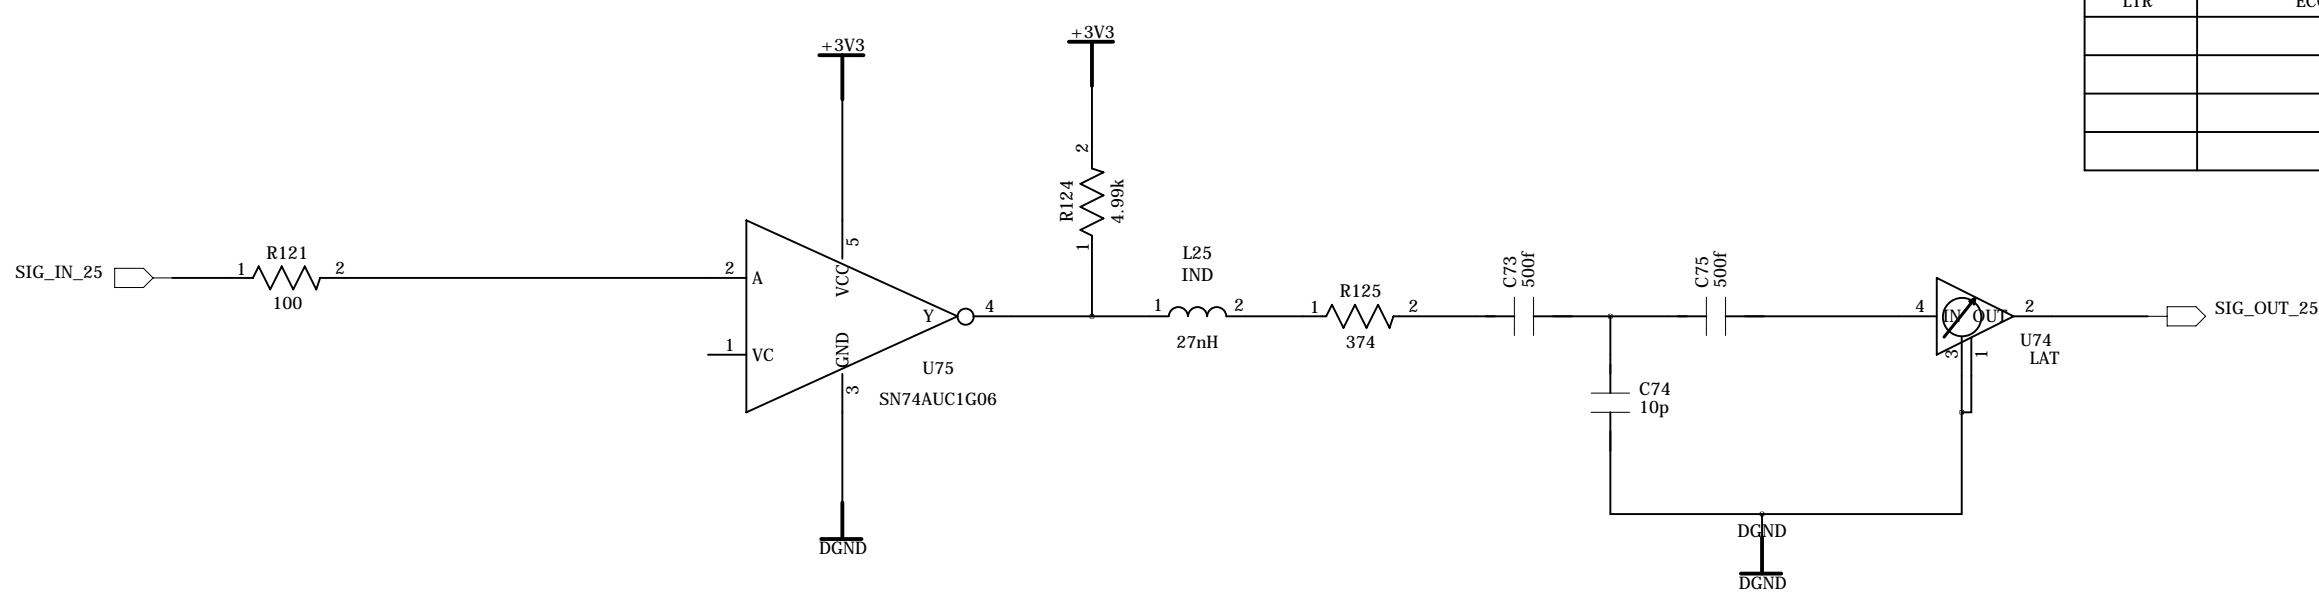 LTR
ECO
+3V3
+3V3
2
R124
4.99k
1
5
VCC
SIG_IN_25
1
R121
2
100
2
A
Y
4
1
VC
GND
3
U75
SN74AUC1G06
DGND
L25
IND
1
2
27nH
R125
1
2
374
C73
500f
C75
500f
C74
10p
4
IN
OUT
2
3
1
U74
LAT
SIG_OUT_25
DGND
DGND